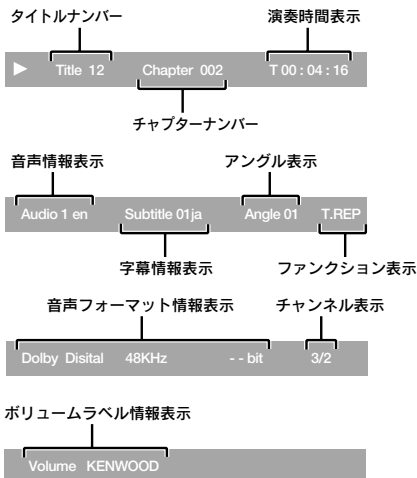 タイトルナンバー 演奏時間表示
Title 12 Chapter 002 T 00 : 04 : 16
チャプターナンバー
音声情報表示 アングル表示
Audio 1 en Subtitle 01ja Angle 01 T.REP
字幕情報表示 ファンクション表示
音声フォーマット情報表示 チャンネル表示
Dolby Disital 48KHz - - bit 3/2
ボリュームラベル情報表示
Volume KENWOOD